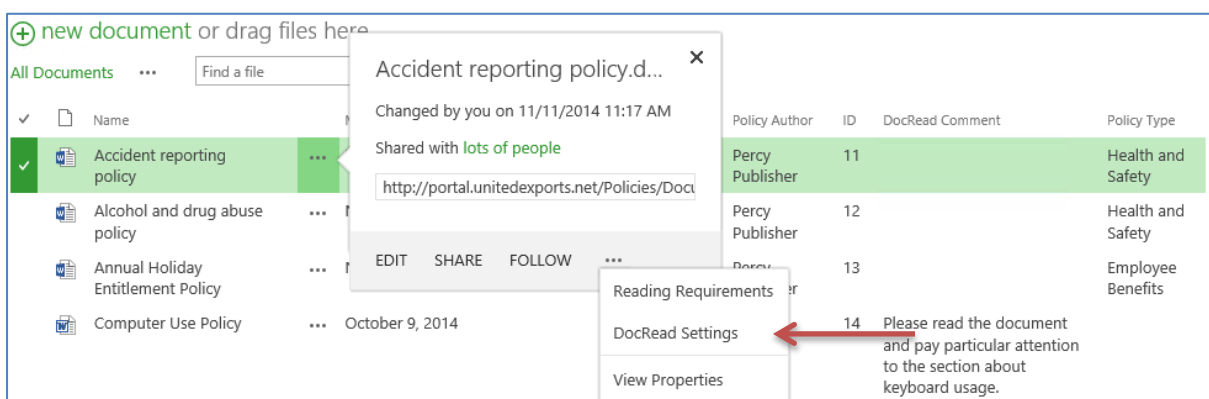 new document or drag files here
All Documents ••• Find a file
Accident reporting policy.d...
Changed by you on 11/11/2014 11:17 AM
Shared with lots of people
http://portal.unitedexports.net/Policies/Docu
EDIT SHARE FOLLOW •••
Reading Requirements
DocRead Settings
View Properties
Name Policy Author ID DocRead Comment Policy Type
Accident reporting policy ••• Percy Publisher 11 Health and Safety
Alcohol and drug abuse policy ••• Percy Publisher 12 Health and Safety
Annual Holiday Entitlement Policy ••• 13 Employee Benefits
Computer Use Policy ••• October 9, 2014 14 Please read the document
and pay particular attention
to the section about
keyboard usage.